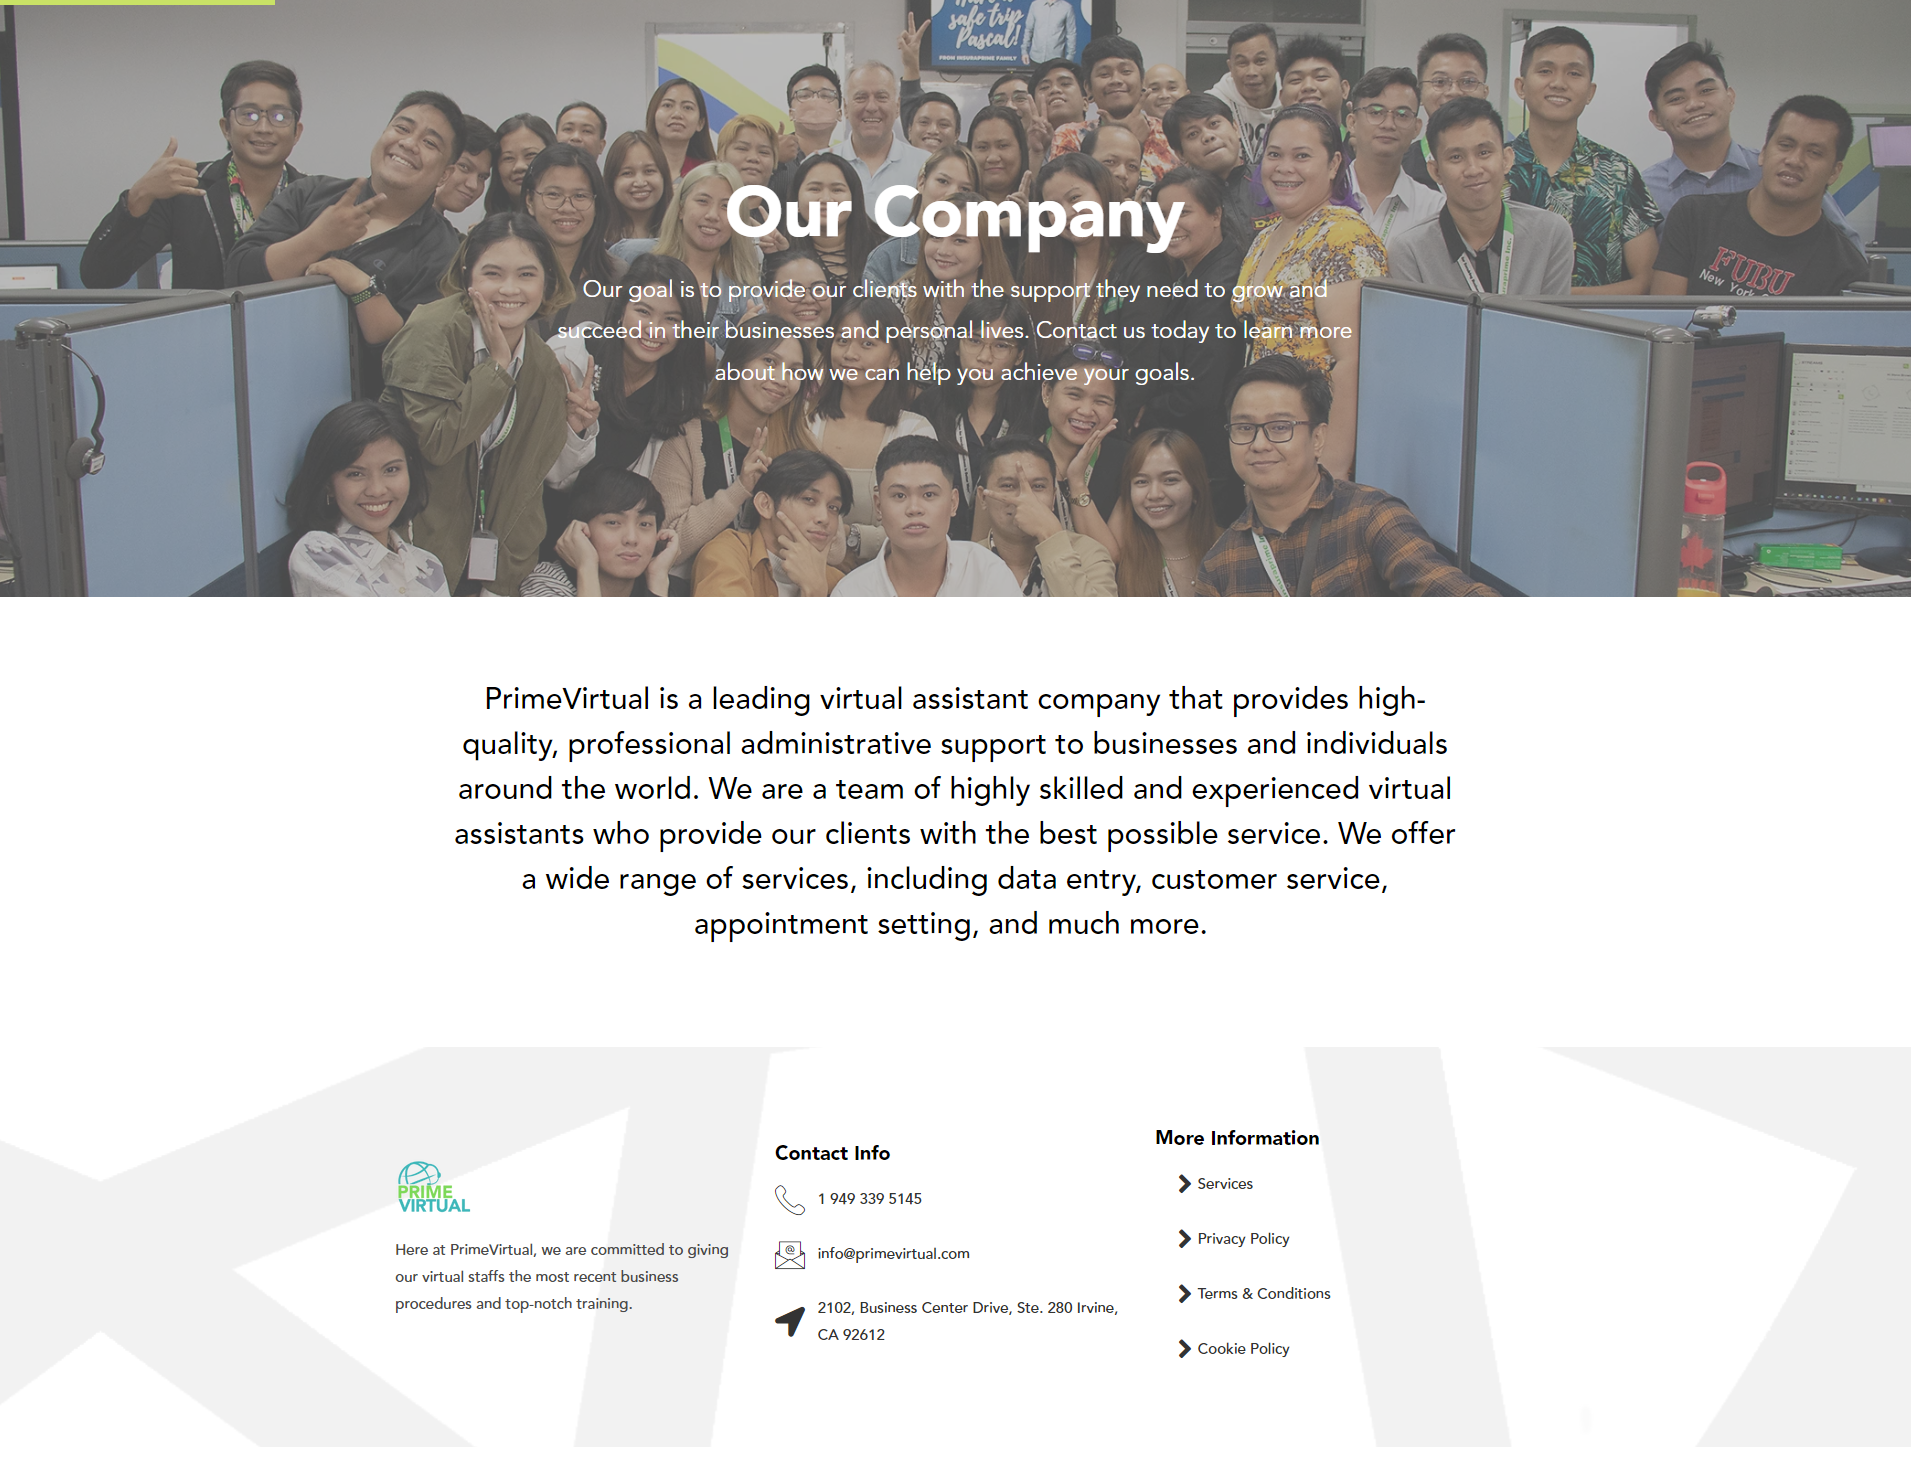 safe trip
Pascal!
FROM INSURAPRIME FAMILY
Our Company
Our goal is to provide our clients with the support they need to grow and
succeed in their businesses and personal lives. Contact us today to learn more
about how we can help you achieve your goals.
FUBU
New York
PrimeVirtual is a leading virtual assistant company that provides high-
quality, professional administrative support to businesses and individuals
around the world. We are a team of highly skilled and experienced virtual
assistants who provide our clients with the best possible service. We offer
a wide range of services, including data entry, customer service,
appointment setting, and much more.
PRIME
VIRTUAL
Here at PrimeVirtual, we are committed to giving
our virtual staffs the most recent business
procedures and top-notch training.
Contact Info
1 949 339 5145
info@primevirtual.com
2102, Business Center Drive, Ste. 280 Irvine,
CA 92612
More Information
Services
Privacy Policy
Terms & Conditions
Cookie Policy